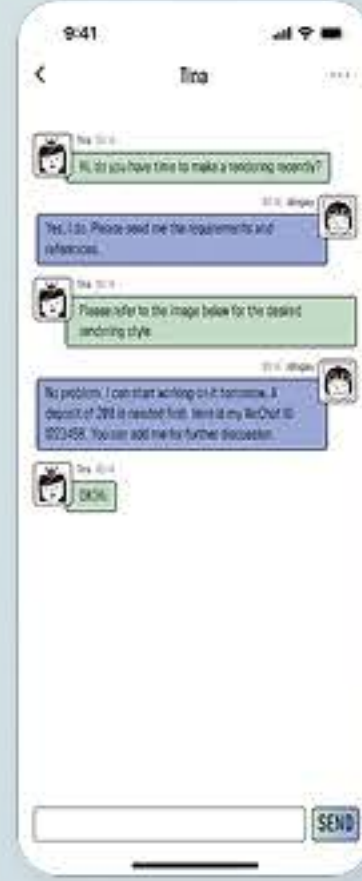 9:41
Tina
Tina
Hi, do you have time to make a rendering recently?
Yes, I do. Please send me the requirements and
references.
Tina
Please refer to the image below for the desired
rendering style
No problem. I can start working on it tomorrow. A
deposit of is needed first. Here is my WeChat ID
You can add me for further discussion.
Tina
SEND